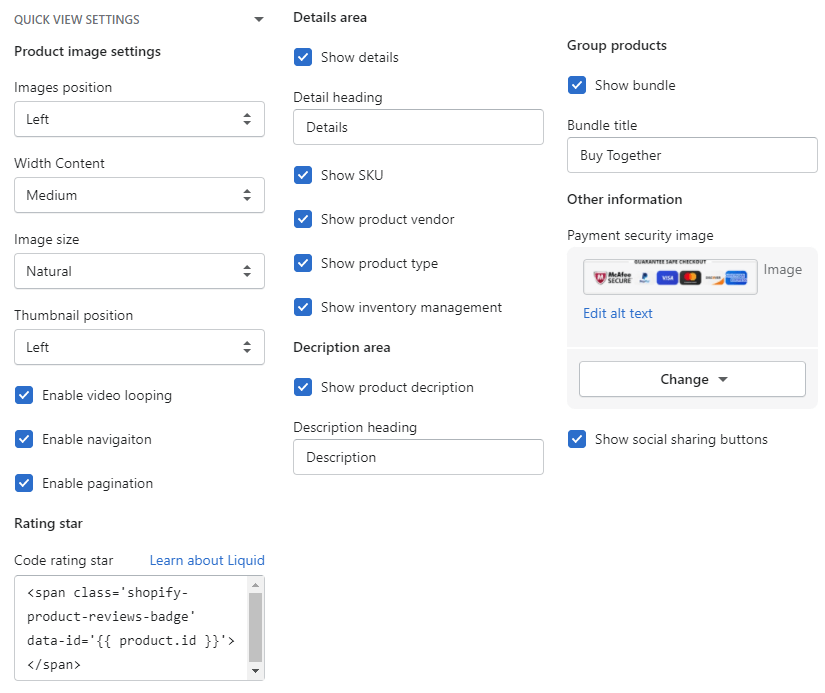 QUICK VIEW SETTINGS
Product image settings
Images position
Left
Width Content
Medium
Image size
Natural
Thumbnail position
Left
Enable video looping
Enable navigaiton
Enable pagination
Rating star
Code rating star
Learn about Liquid
<span class='shopify-
product-reviews-badge'
data-id='{{ product.id }}'>
</span>
Details area
Show details
Detail heading
Details
Show SKU
Show product vendor
Show product type
Show inventory management
Decription area
Show product decription
Description heading
Description
Group products
Show bundle
Bundle title
Buy Together
Other information
Payment security image
GUARANTEE SAFE CHECKOUT
McAfee
SECURE
PayPal
VISA
Image
Edit alt text
Change
Show social sharing buttons